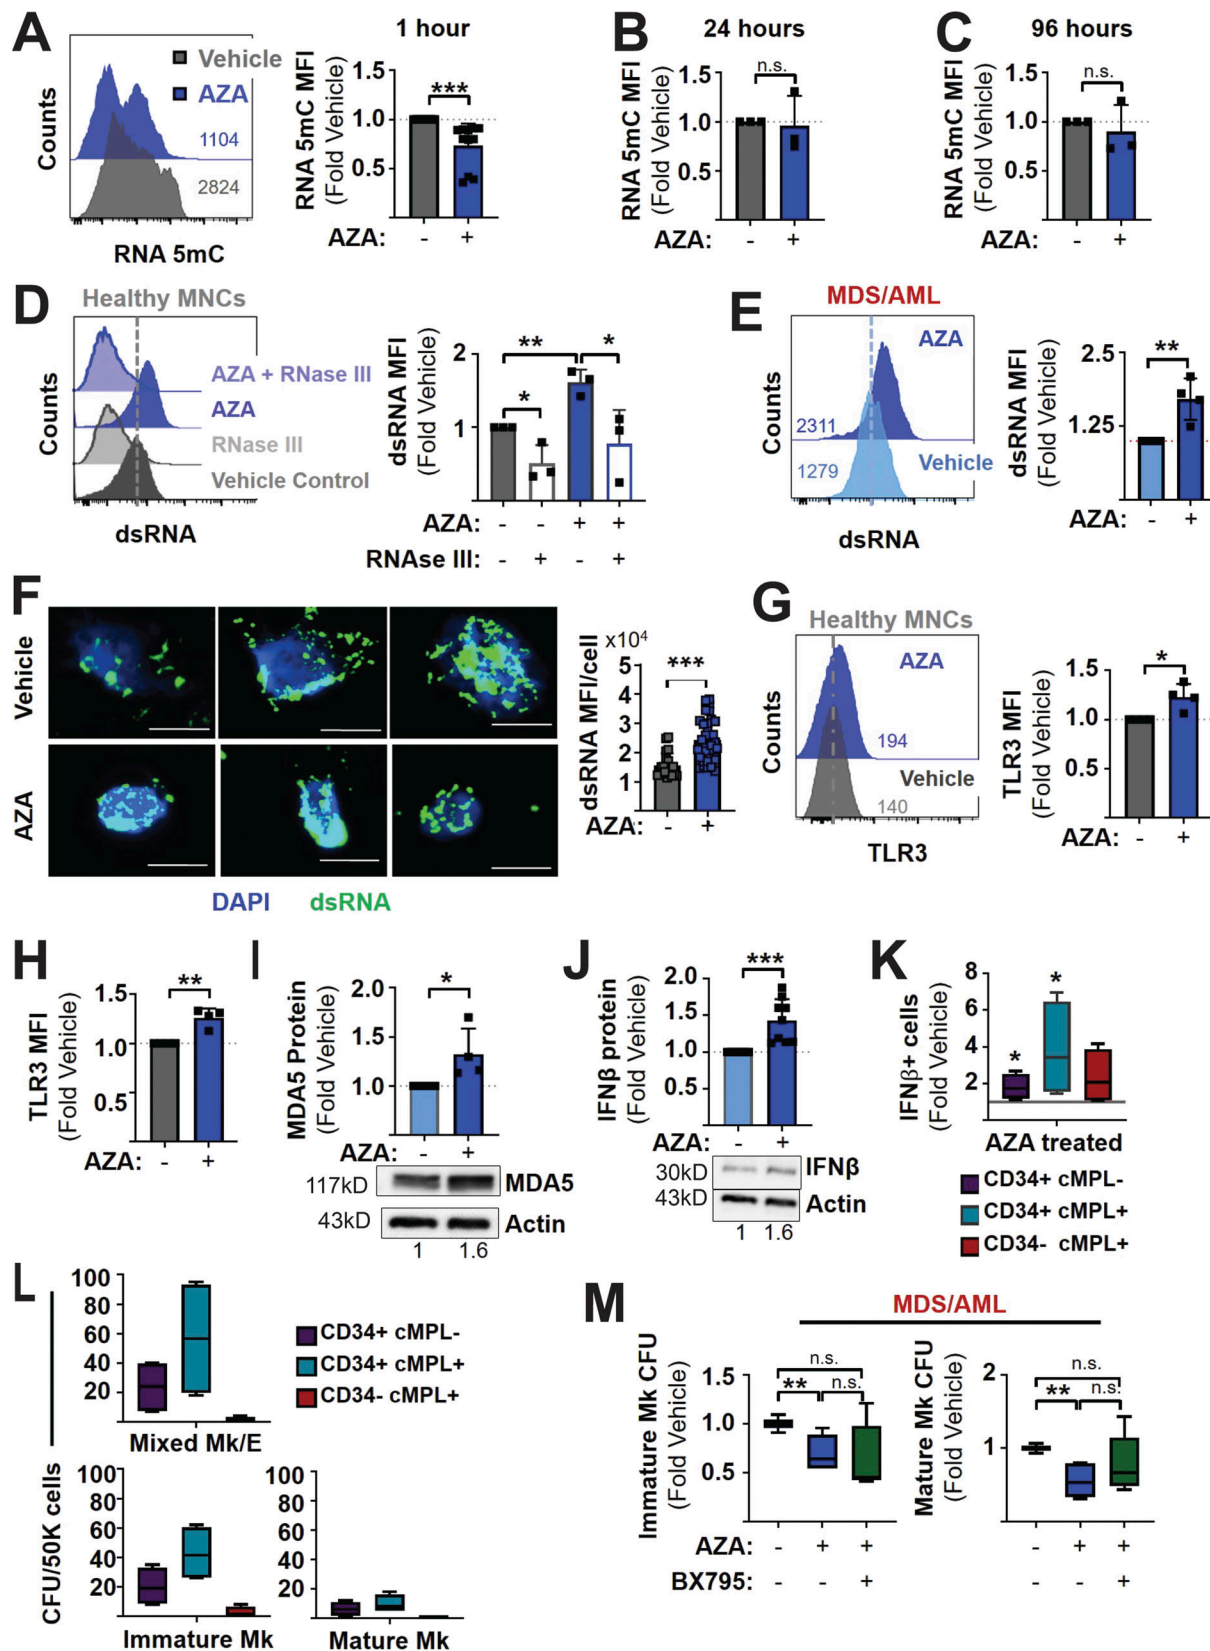 A
Vehicle
AZA
1104
2824
Counts
RNA 5mC
1 hour
RNA 5mC MFI
(Fold Vehicle)
1.5
1.0
0.5
***
AZA: - +
B
24 hours
RNA 5mC MFI
(Fold Vehicle)
1.5
1.0
0.5
n.s.
AZA: - +
C
96 hours
RNA 5mC MFI
(Fold Vehicle)
1.5
1.0
0.5
n.s.
AZA: - +
D
Healthy MNCs
Counts
AZA + RNase III
AZA
RNase III
Vehicle Control
dsRNA
dsRNA MFI
(Fold Vehicle)
2
1
** *
*
AZA: - - + +
RNAse III: - + - +
E
MDS/AML
Counts
AZA
2311
1279
Vehicle
dsRNA
dsRNA MFI
(Fold Vehicle)
2.5
1.25
**
AZA: - +
F
Vehicle
AZA
DAPI dsRNA
x10⁴
dsRNA MFI/cell
5
4
3
2
1
***
AZA: - +
G
Healthy MNCs
Counts
AZA
194
Vehicle
140
TLR3
TLR3 MFI
(Fold Vehicle)
1.5
1.0
0.5
*
AZA: - +
H
TLR3 MFI
(Fold Vehicle)
1.5
1.0
0.5
**
AZA: - +
I
MDA5 Protein
(Fold Vehicle)
2.0
1.5
1.0
*
AZA: - +
117kD MDA5
43kD Actin
1 1.6
J
IFNβ protein
(Fold Vehicle)
2.0
1.5
1.0
0.5
***
AZA: - +
30kD IFNβ
43kD Actin
1 1.6
K
IFNβ+ cells
(Fold Vehicle)
8
6
4
2
* *
AZA treated
CD34+ cMPL-
CD34+ cMPL+
CD34- cMPL+
L
CFU/50K cells
100
80
60
40
20
Mixed Mk/E
CD34+ cMPL-
CD34+ cMPL+
CD34- cMPL+
100
80
60
40
20
Immature Mk
100
80
60
40
20
Mature Mk
M
MDS/AML
Immature Mk CFU
(Fold Vehicle)
1.5
1.0
0.5
n.s.
** n.s.
AZA: - + +
BX795: - - +
Mature Mk CFU
(Fold Vehicle)
2
1
n.s.
** n.s.
- + +
- - +